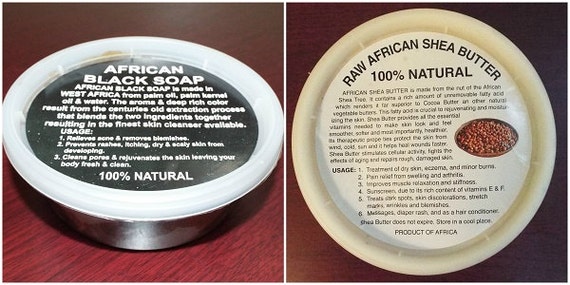 AFRICAN
BLACK SOAP
AFRICAN BLACK SOAP is made in
WEST AFRICA from palm oil, palm kernel
oil & water. The aroma & deep rich color
result from the centuries old extraction process
that blends the two ingredients together
resulting in the finest skin cleanser available.
USAGE:
1. Relieves acne & removes blemishes.
2. Prevents rashes, itching, dry & scaly skin from
developing.
3. Cleans pores & rejuvenates the skin leaving your
body fresh & clean.
100% NATURAL
RAW AFRICAN SHEA BUTTER
100% NATURAL
AFRICAN SHEA BUTTER is made from the nut of the African
Shea Tree. It contains a rich amount of unremovable fatty acid
which renders it far superior to Cocoa Butter an other natural
vegetable butters. This fatty acid is crucial to rejuvenating and moistur-
izing the skin. Shea Butter provides all the essential
vitamins needed to make skin look and feel
smoother, softer and most importantly, healthier.
Its therapeutic properties protect the skin from
wind, cold, sun and it helps heal wounds faster.
Shea Butter stimulates cellular activity, fights the
effects of aging and repairs rough, damaged skin.
USAGE: 1. Treatment of dry skin, eczema, and minor burns.
2. Pain relief from swelling and arthritis.
3. Improves muscle relaxation and stiffness.
4. Sunscreen, due to its rich content of vitamins E & F.
5. Treats dark spots, skin discolorations, stretch
marks, wrinkles and blemishes.
6. Massages, diaper rash, and as a hair conditioner.
shea Butter does not expire. Store in a cool place.
PRODUCT OF AFRICA